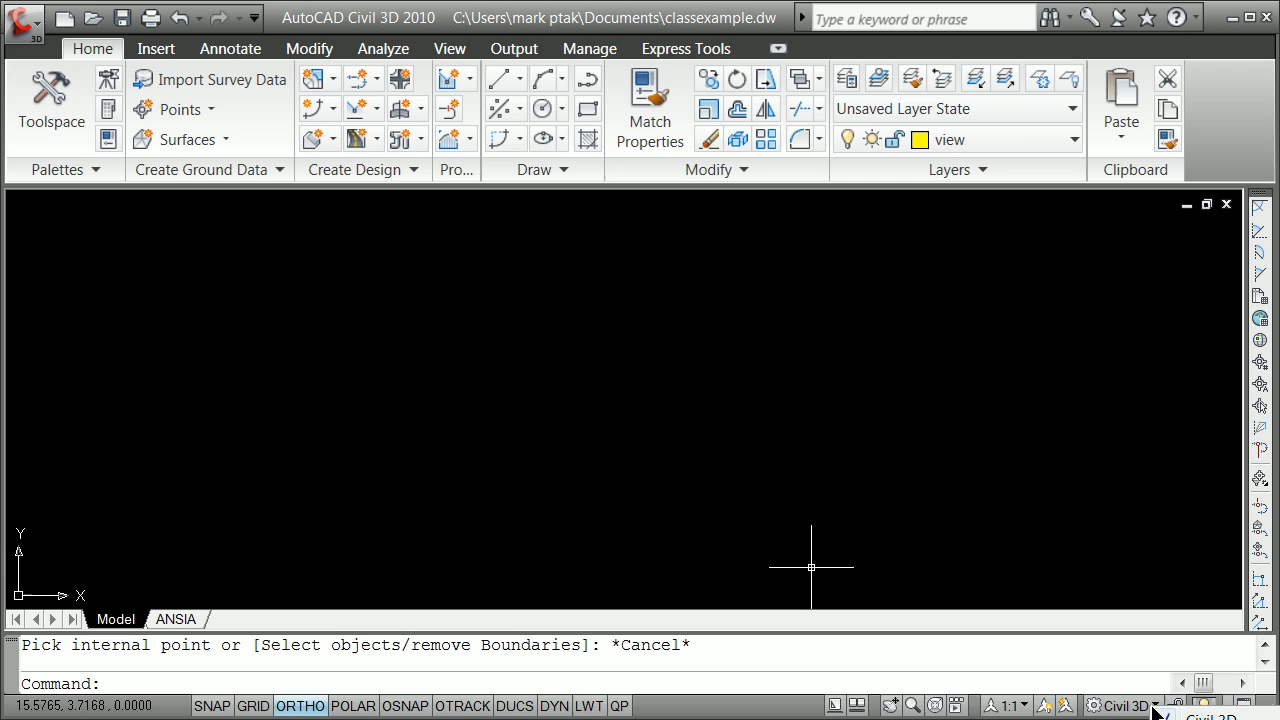 3D
AutoCAD Civil 3D 2010 C:\Users\mark ptak\Documents\classexample.dw
Type a keyword or phrase
Home Insert Annotate Modify Analyze View Output Manage Express Tools
Toolspace
Import Survey Data
Points
Surfaces
Match
Properties
Unsaved Layer State
view
Paste
Palettes Create Ground Data Create Design Pro... Draw Modify Layers Clipboard
Y
X
Model ANSIA
Pick internal point or [Select objects/remove Boundaries]: *Cancel*
Command:
15.5765, 3.7168, 0.0000 SNAP GRID ORTHO POLAR OSNAP OTRACK DUCS DYN LWT QP 1:1 Civil 3D
Civil 3D